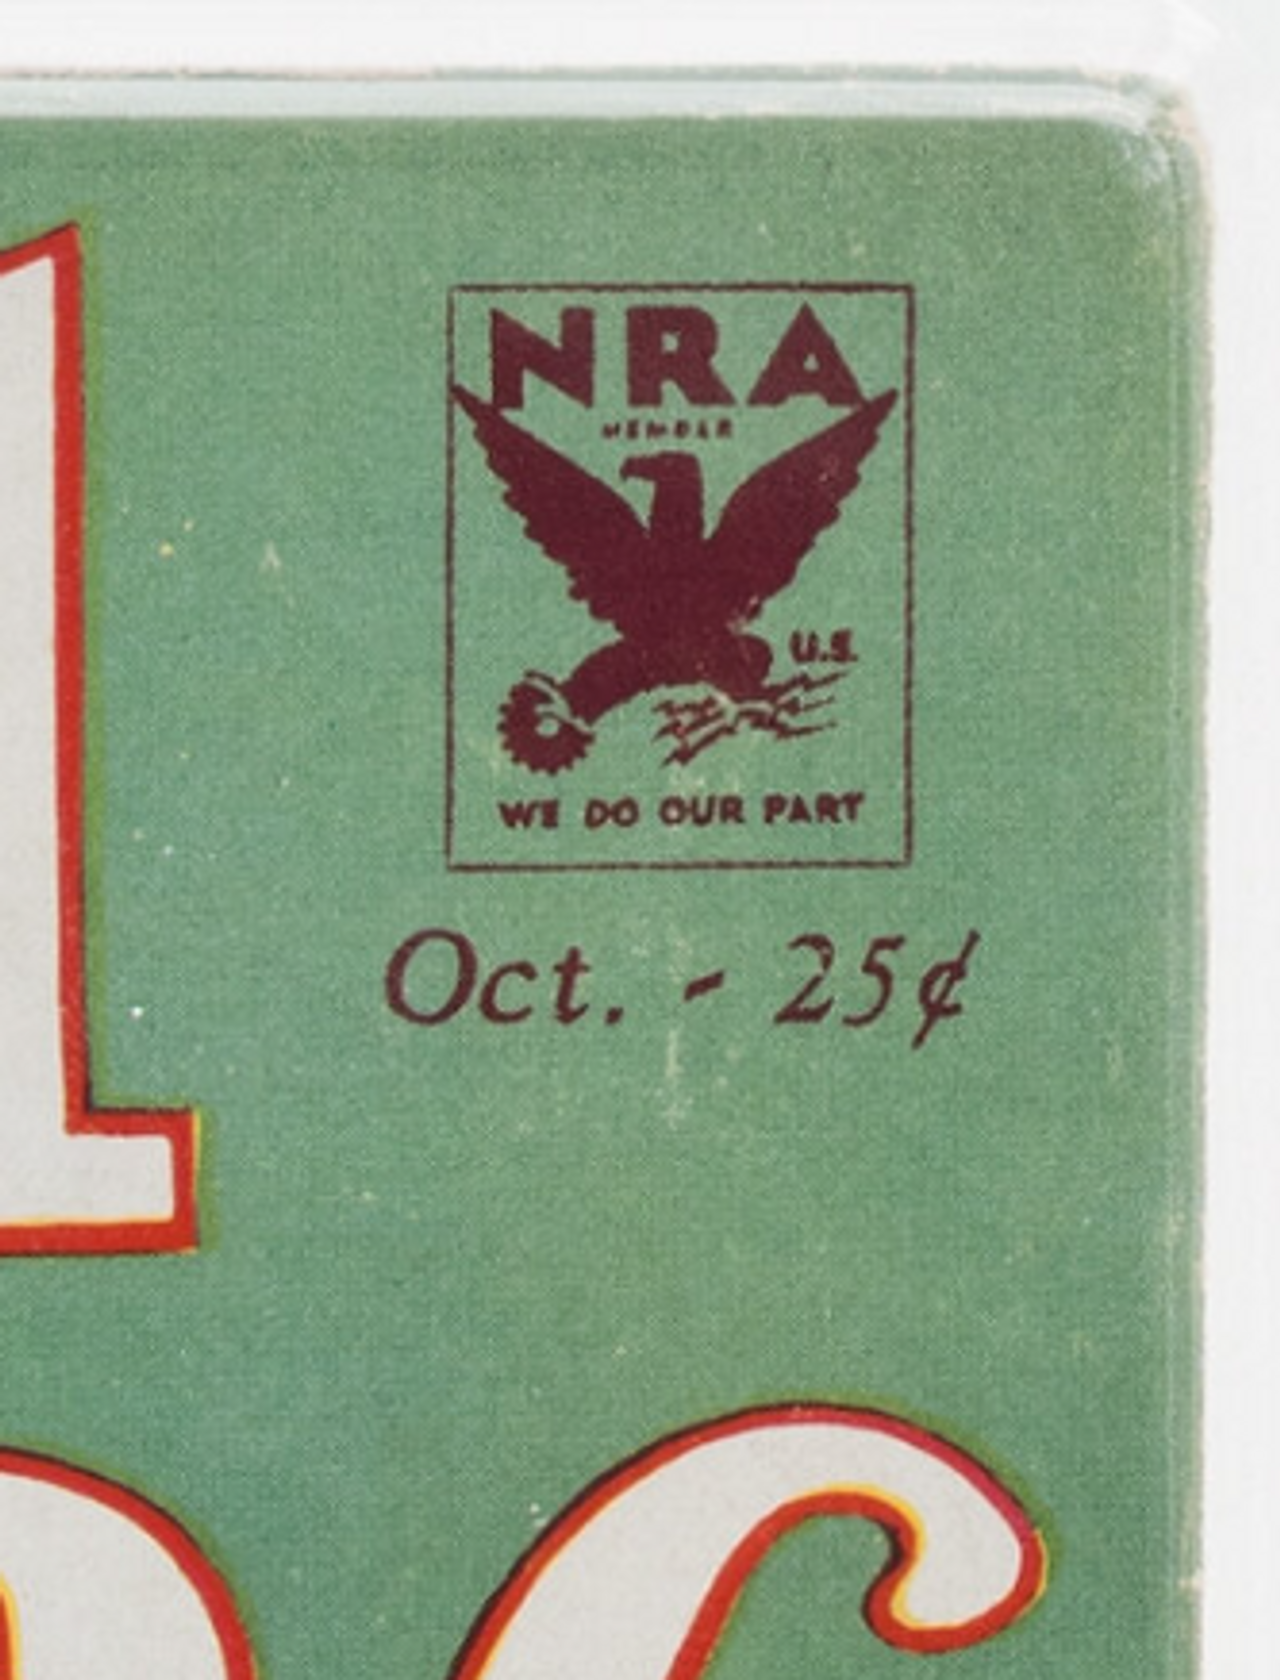 NRA
MEMBER
U.S.
WE DO OUR PART
Oct. - 25¢